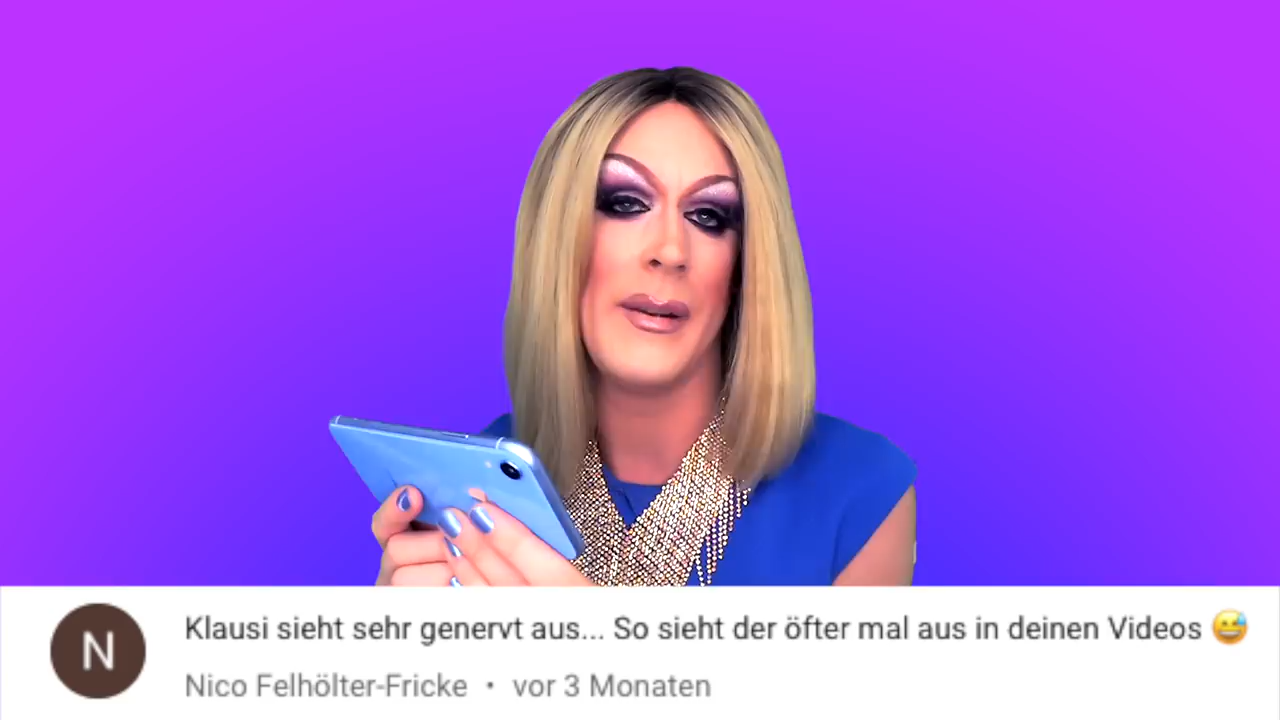 N
Klausi sieht sehr genervt aus... So sieht der öfter mal aus in deinen Videos 😅
Nico Felhölter-Fricke • vor 3 Monaten